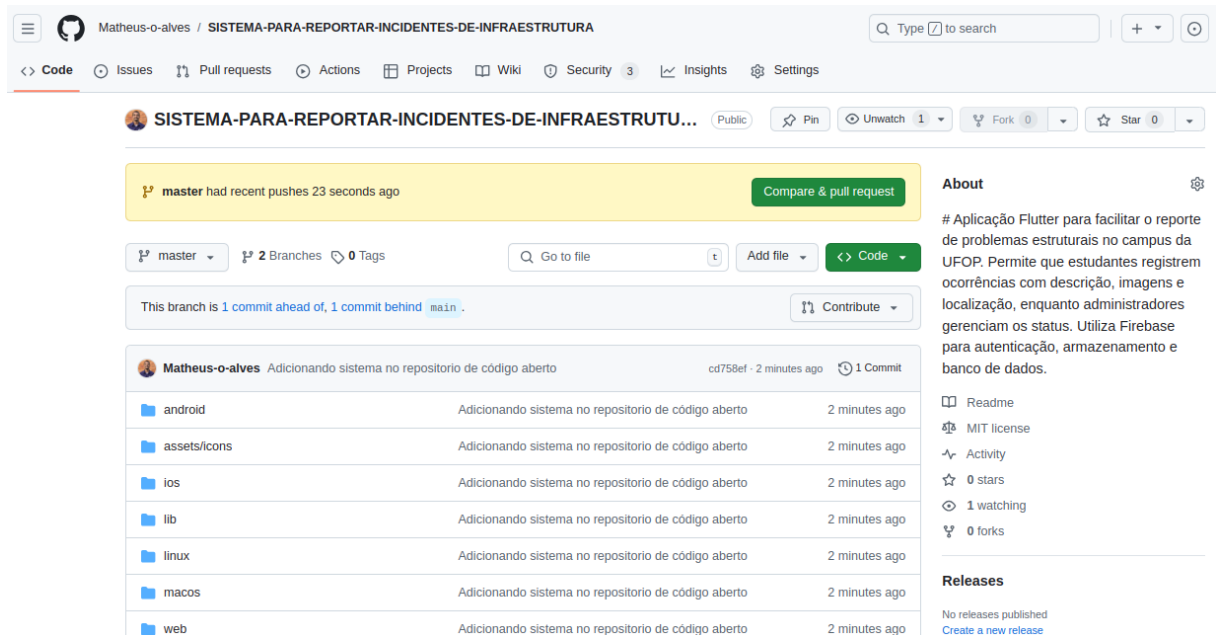 Matheus-o-alves / SISTEMA-PARA-REPORTAR-INCIDENTES-DE-INFRAESTRUTURA
Type / to search
Code Issues Pull requests Actions Projects Wiki Security 3 Insights Settings
SISTEMA-PARA-REPORTAR-INCIDENTES-DE-INFRAESTRUTU... Public Pin Unwatch 1 Fork 0 Star 0
master had recent pushes 23 seconds ago Compare & pull request
master 2 Branches 0 Tags Go to file t Add file Code
This branch is 1 commit ahead of, 1 commit behind main . Contribute
Matheus-o-alves Adicionando sistema no repositorio de código aberto cd758ef · 2 minutes ago 1 Commit
android Adicionando sistema no repositorio de código aberto 2 minutes ago
assets/icons Adicionando sistema no repositorio de código aberto 2 minutes ago
ios Adicionando sistema no repositorio de código aberto 2 minutes ago
lib Adicionando sistema no repositorio de código aberto 2 minutes ago
linux Adicionando sistema no repositorio de código aberto 2 minutes ago
macos Adicionando sistema no repositorio de código aberto 2 minutes ago
web Adicionando sistema no repositorio de código aberto 2 minutes ago
About
# Aplicação Flutter para facilitar o reporte
de problemas estruturais no campus da
UFOP. Permite que estudantes registrem
ocorrências com descrição, imagens e
localização, enquanto administradores
gerenciam os status. Utiliza Firebase
para autenticação, armazenamento e
banco de dados.
Readme
MIT license
Activity
0 stars
1 watching
0 forks
Releases
No releases published
Create a new release